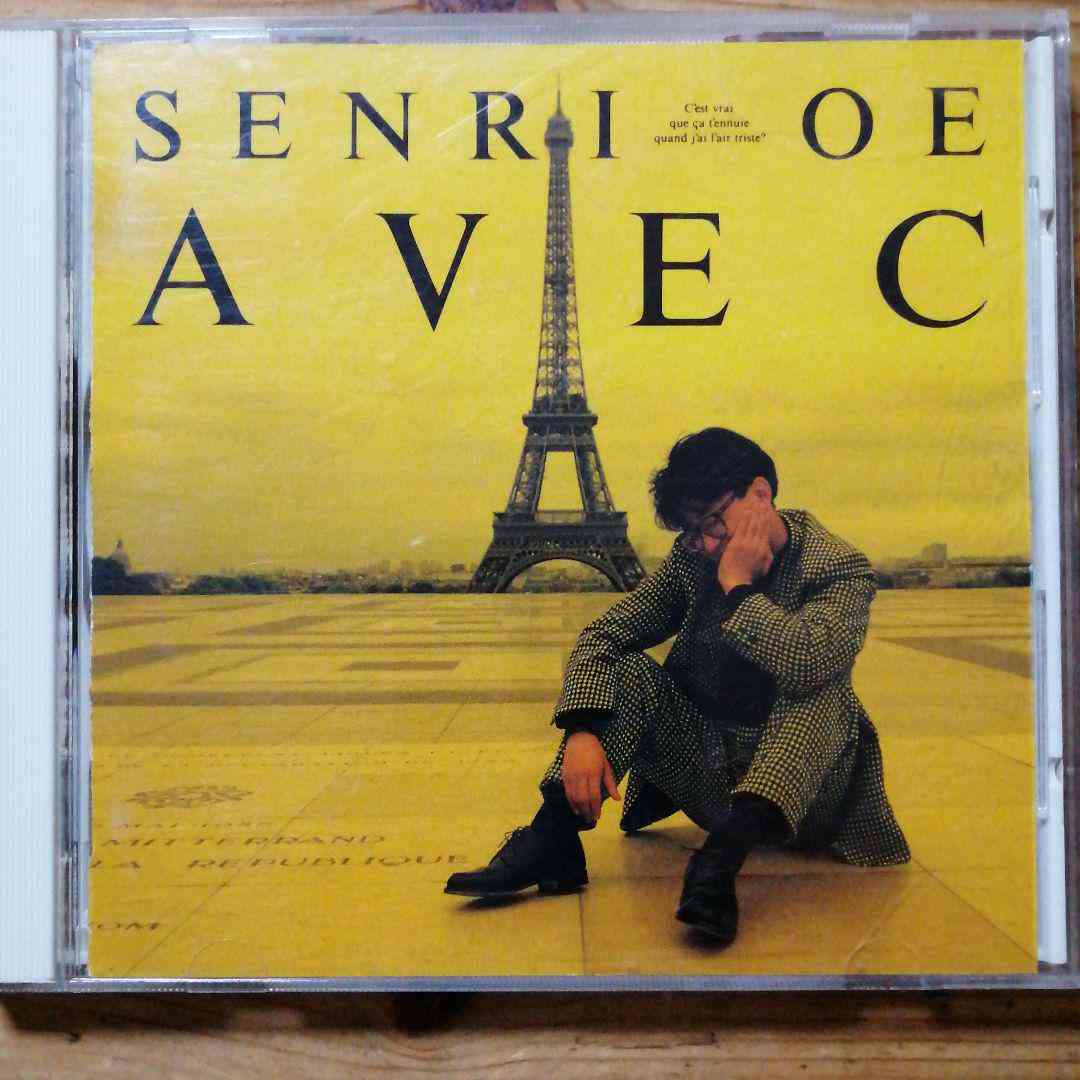 SENRI OE
C'est vrai
que ça t'ennuie
quand j'ai l'air triste?
AVEC
MITTERRAND
LA REPUBLIQUE